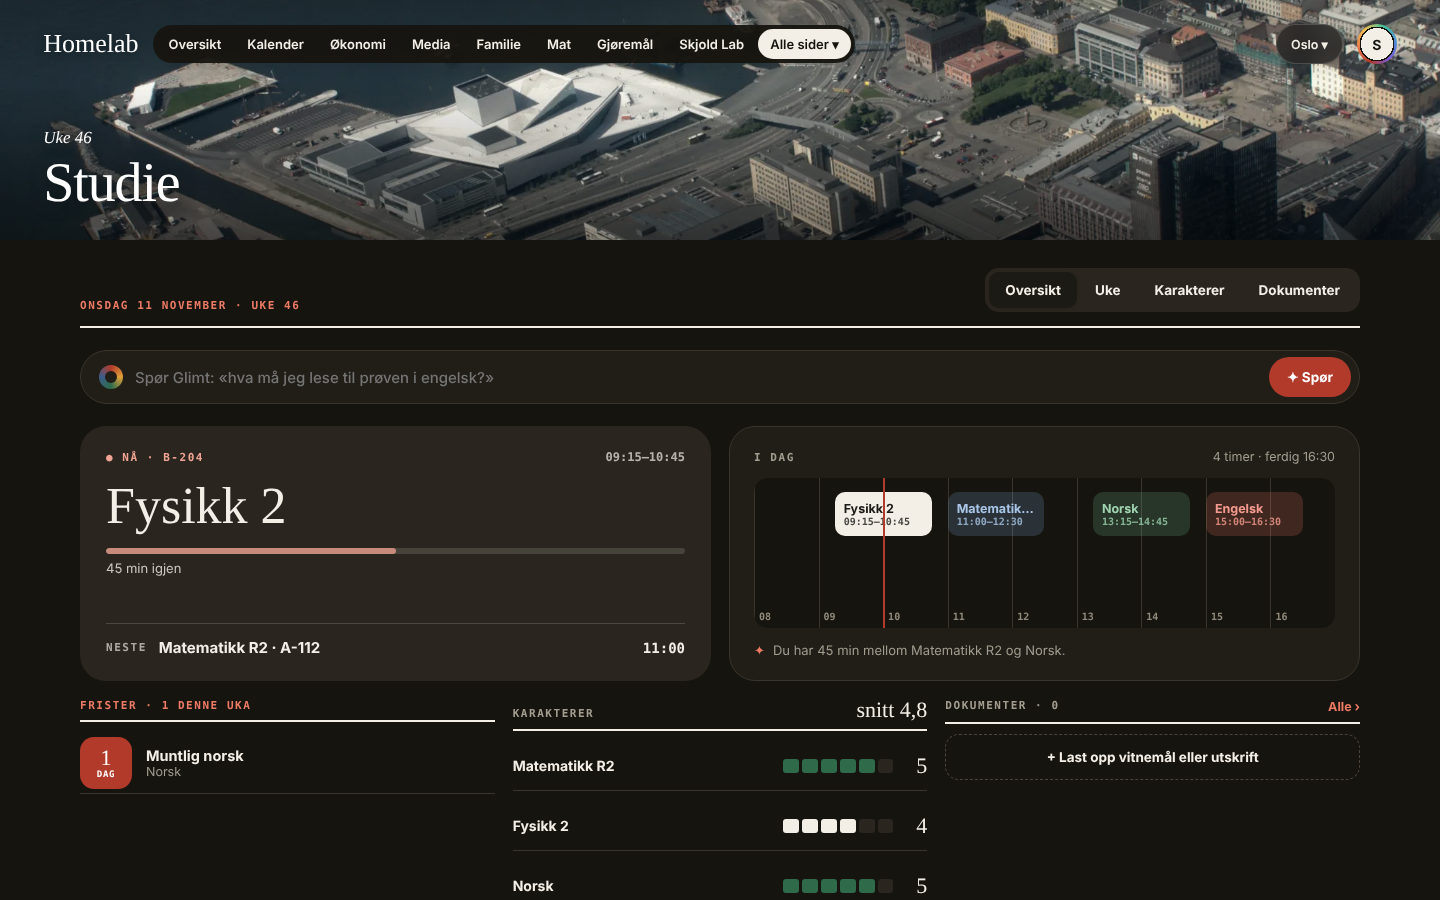 Homelab
Oversikt Kalender Økonomi Media Familie Mat Gjøremål Skjold Lab Alle sider ▾
Oslo ▾
S
Uke 46
Studie
ONSDAG 11 NOVEMBER · UKE 46
Oversikt Uke Karakterer Dokumenter
Spør Glimt: «hva må jeg lese til prøven i engelsk?»
✦ Spør
● NÅ · B-204
09:15–10:45
Fysikk 2
45 min igjen
NESTE Matematikk R2 · A-112 11:00
I DAG
4 timer · ferdig 16:30
Fysikk 2
09:15–10:45
Matematik…
11:00–12:30
Norsk
13:15–14:45
Engelsk
15:00–16:30
08 09 10 11 12 13 14 15 16
✦ Du har 45 min mellom Matematikk R2 og Norsk.
FRISTER · 1 DENNE UKA
1
DAG
Muntlig norsk
Norsk
KARAKTERER
snitt 4,8
Matematikk R2 5
Fysikk 2 4
Norsk 5
DOKUMENTER · 0
Alle ›
+ Last opp vitnemål eller utskrift